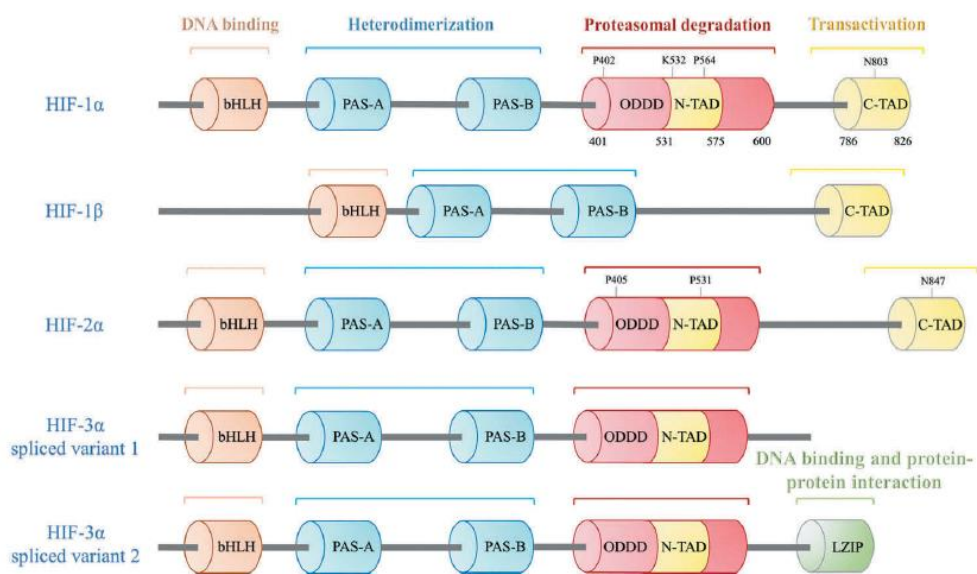 DNA binding Heterodimerization Proteasomal degradation Transactivation
P402 K532 P564 N803
HIF-1α bHLH PAS-A PAS-B ODDD N-TAD C-TAD
401 531 575 600 786 826
HIF-1β bHLH PAS-A PAS-B C-TAD
P405 P531 N847
HIF-2α bHLH PAS-A PAS-B ODDD N-TAD C-TAD
HIF-3α
spliced variant 1
bHLH PAS-A PAS-B ODDD N-TAD
DNA binding and protein-
protein interaction
HIF-3α
spliced variant 2
bHLH PAS-A PAS-B ODDD N-TAD LZIP